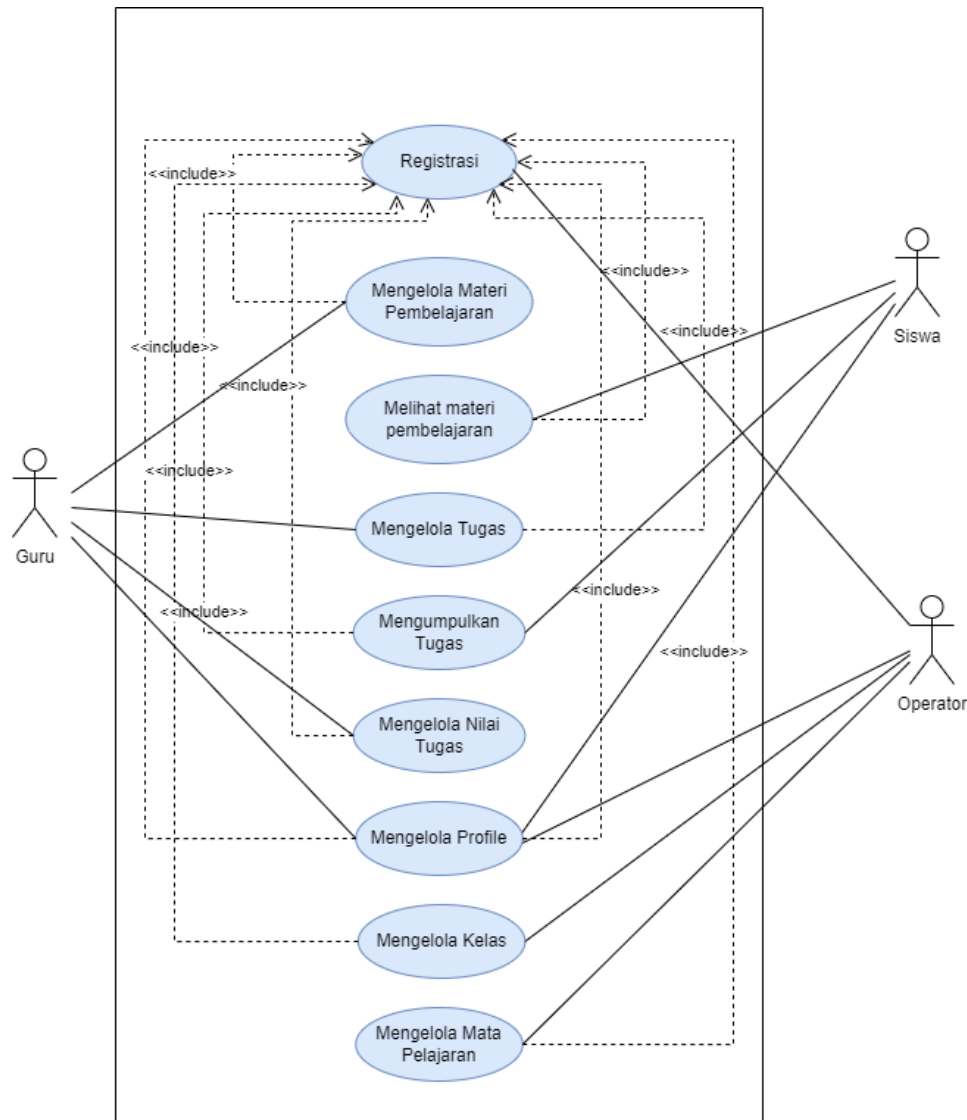 Registrasi
<<include>>
Mengelola Materi
Pembelajaran
<<include>>
Siswa
<<include>>
<<include>>
<<include>>
Melihat materi
pembelajaran
Guru
<<include>>
Mengelola Tugas
<<include>>
<<include>>
Mengumpulkan
Tugas
<<include>>
Operator
Mengelola Nilai
Tugas
Mengelola Profile
Mengelola Kelas
Mengelola Mata
Pelajaran